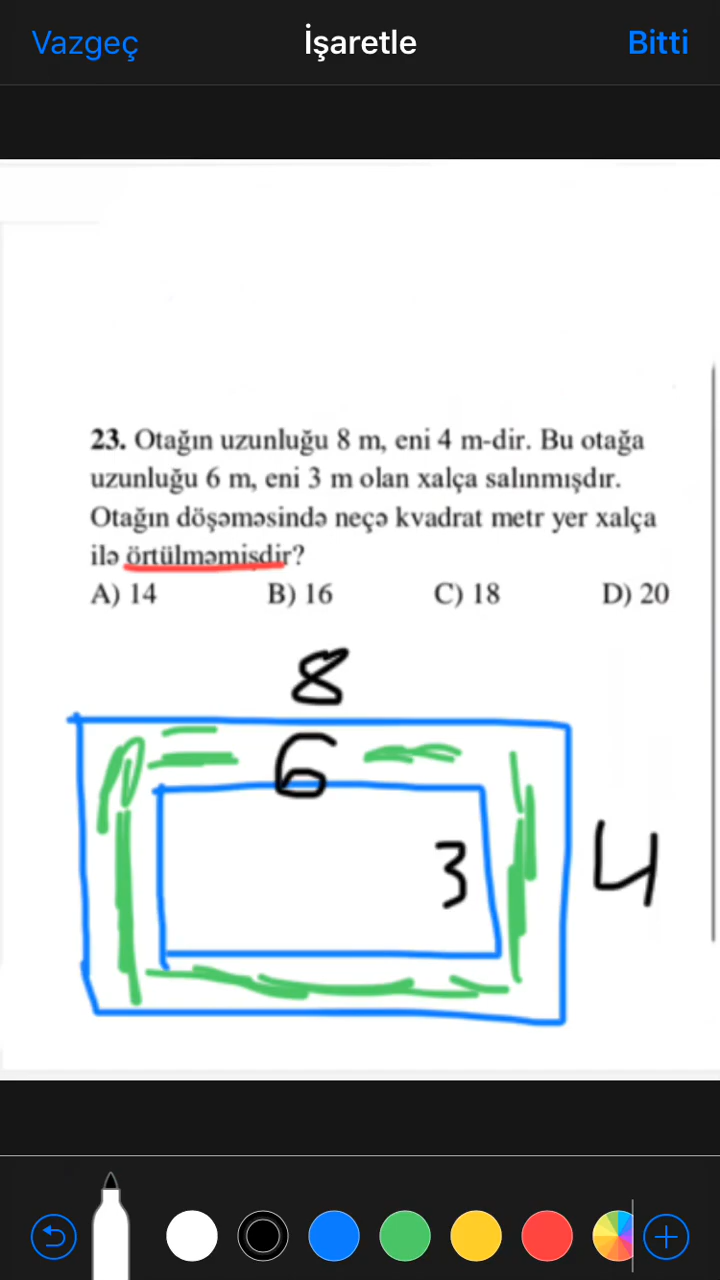 Vazgeç İşaretle Bitti
23. Otağın uzunluğu 8 m, eni 4 m-dir. Bu otağa
uzunluğu 6 m, eni 3 m olan xalça salınmışdır.
Otağın döşəməsində neçə kvadrat metr yer xalça
ilə örtülməmişdir?
A) 14 B) 16 C) 18 D) 20
8
6
3 4